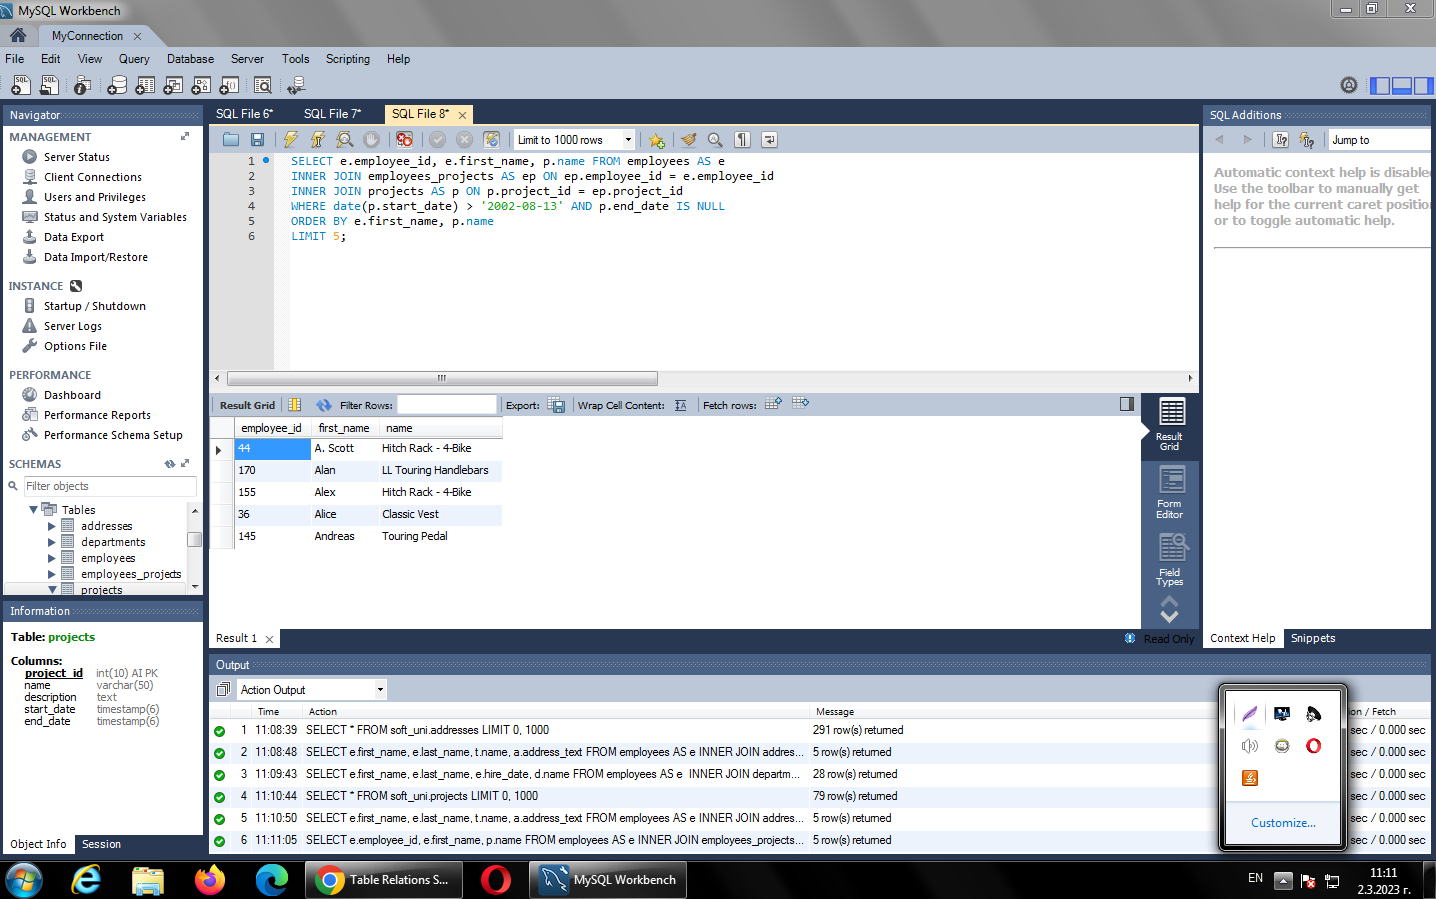 MySQL Workbench
MyConnection
File Edit View Query Database Server Tools Scripting Help
Navigator
MANAGEMENT
Server Status
Client Connections
Users and Privileges
Status and System Variables
Data Export
Data Import/Restore
INSTANCE
Startup / Shutdown
Server Logs
Options File
PERFORMANCE
Dashboard
Performance Reports
Performance Schema Setup
SCHEMAS
Filter objects
Tables
addresses
departments
employees
employees_projects
projects
Information
Table: projects
Columns:
project_id int(10) AI PK
name varchar(50)
description text
start_date timestamp(6)
end_date timestamp(6)
Object Info Session
SQL File 6* SQL File 7* SQL File 8*
Limit to 1000 rows
1 SELECT e.employee_id, e.first_name, p.name FROM employees AS e
2 INNER JOIN employees_projects AS ep ON ep.employee_id = e.employee_id
3 INNER JOIN projects AS p ON p.project_id = ep.project_id
4 WHERE date(p.start_date) > '2002-08-13' AND p.end_date IS NULL
5 ORDER BY e.first_name, p.name
6 LIMIT 5;
Result Grid Filter Rows: Export: Wrap Cell Content: Fetch rows:
employee_id first_name name
44 A. Scott Hitch Rack - 4-Bike
170 Alan LL Touring Handlebars
155 Alex Hitch Rack - 4-Bike
36 Alice Classic Vest
145 Andreas Touring Pedal
Result
Grid
Form
Editor
Field
Types
Result 1
Read Only
SQL Additions
Jump to
Automatic context help is disable
Use the toolbar to manually get
help for the current caret position
or to toggle automatic help.
Context Help Snippets
Output
Action Output
Time Action Message on / Fetch
1 11:08:39 SELECT * FROM soft_uni.addresses LIMIT 0, 1000 291 row(s) returned sec / 0.000 sec
2 11:08:48 SELECT e.first_name, e.last_name, t.name, a.address_text FROM employees AS e INNER JOIN addres... 5 row(s) returned sec / 0.000 sec
3 11:09:43 SELECT e.first_name, e.last_name, e.hire_date, d.name FROM employees AS e INNER JOIN departm... 28 row(s) returned sec / 0.000 sec
4 11:10:44 SELECT * FROM soft_uni.projects LIMIT 0, 1000 79 row(s) returned sec / 0.000 sec
5 11:10:50 SELECT e.first_name, e.last_name, t.name, a.address_text FROM employees AS e INNER JOIN addres... 5 row(s) returned sec / 0.000 sec
6 11:11:05 SELECT e.employee_id, e.first_name, p.name FROM employees AS e INNER JOIN employees_projects... 5 row(s) returned sec / 0.000 sec
Customize...
Table Relations S...
MySQL Workbench
EN
11:11
2.3.2023 г.